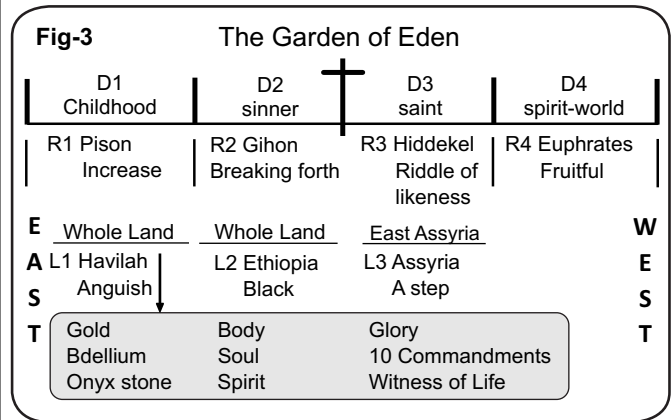 Fig-3
The Garden of Eden
D1 D2 D3 D4
Childhood sinner saint spirit-world
R1 Pison R2 Gihon R3 Hiddekel R4 Euphrates
Increase Breaking forth Riddle of Fruitful
likeness
EAST
WEST
Whole Land Whole Land East Assyria
L1 Havilah L2 Ethiopia L3 Assyria
Anguish Black A step
Gold Body Glory
Bdellium Soul 10 Commandments
Onyx stone Spirit Witness of Life